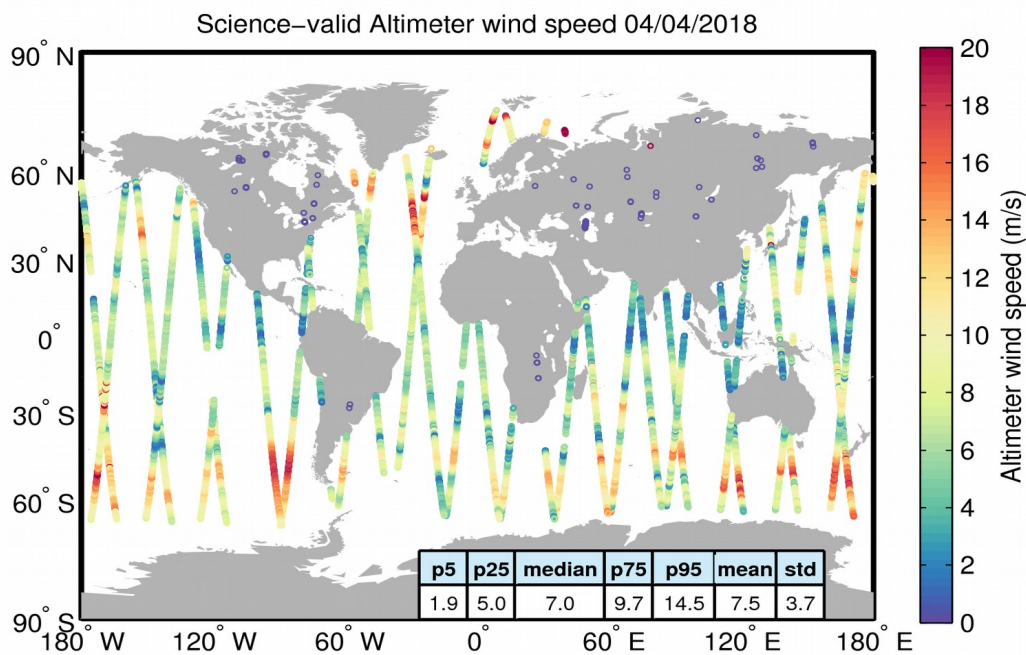 Science−valid Altimeter wind speed 04/04/2018
90° N
60° N
30° N
0°
30° S
60° S
90° S
180° W
120° W
60° W
0°
60° E
120° E
180° E
p5 p25 median p75 p95 mean std
1.9 5.0 7.0 9.7 14.5 7.5 3.7
20
18
16
14
12
10
8
6
4
2
0
Altimeter wind speed (m/s)